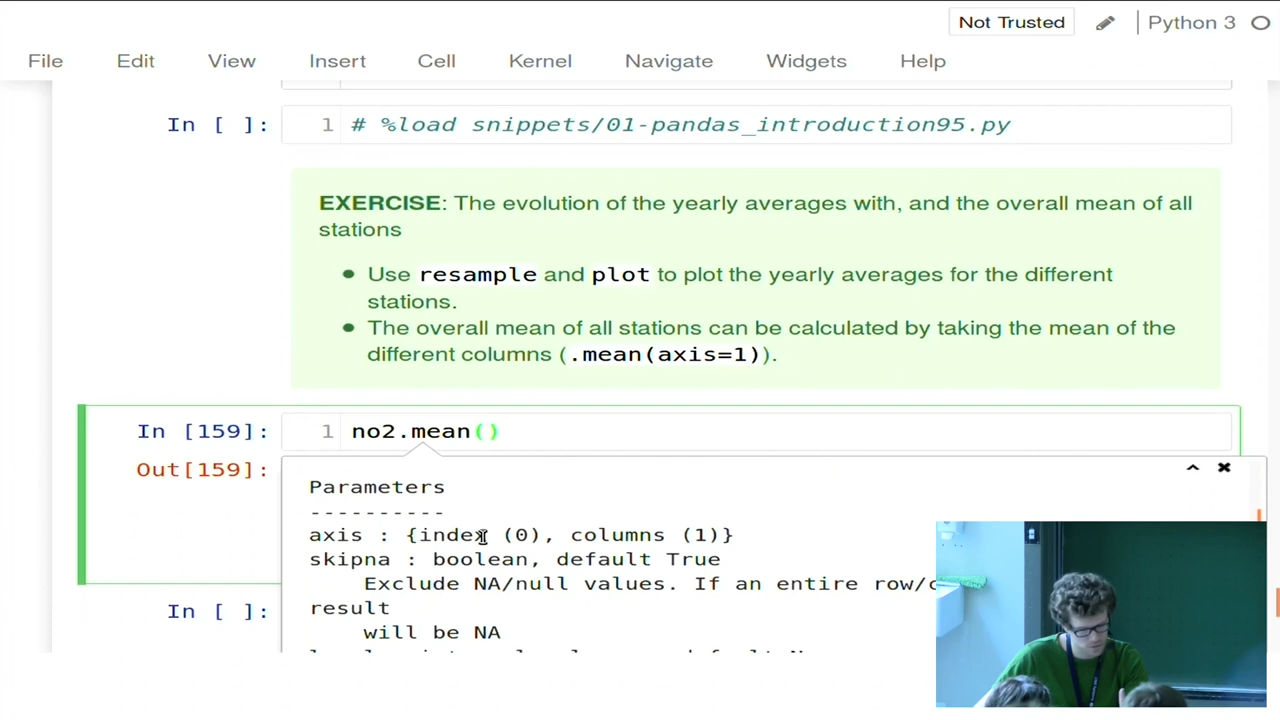 Not Trusted
Python 3
File Edit View Insert Cell Kernel Navigate Widgets Help
In [ ]: 1 # %load snippets/01-pandas_introduction95.py
EXERCISE: The evolution of the yearly averages with, and the overall mean of all
stations
Use resample and plot to plot the yearly averages for the different
stations.
The overall mean of all stations can be calculated by taking the mean of the
different columns (.mean(axis=1)).
In [159]: 1 no2.mean()
Out[159]:
Parameters
----------
axis : {index (0), columns (1)}
skipna : boolean, default True
Exclude NA/null values. If an entire
result
will be NA
In [ ]: